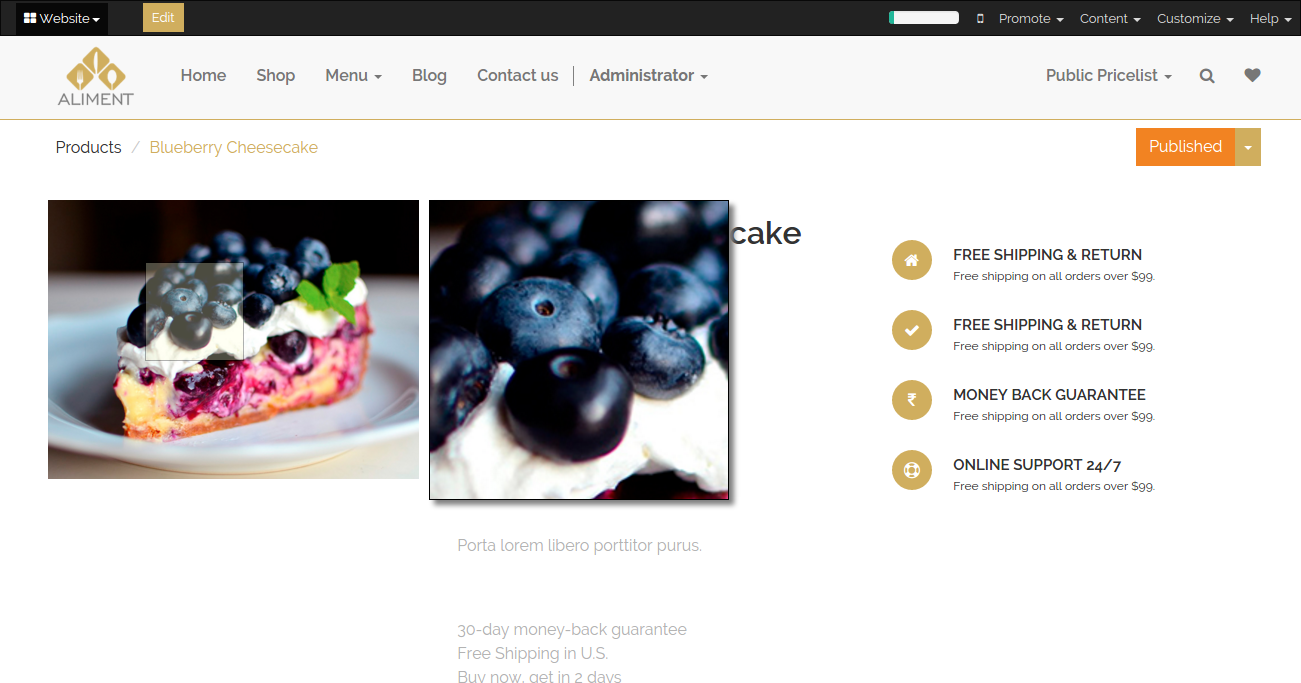 Website Edit Promote Content Customize Help
ALIMENT
Home Shop Menu Blog Contact us Administrator Public Pricelist
Products / Blueberry Cheesecake
Published
cake
FREE SHIPPING & RETURN
Free shipping on all orders over $99.
FREE SHIPPING & RETURN
Free shipping on all orders over $99.
MONEY BACK GUARANTEE
Free shipping on all orders over $99.
ONLINE SUPPORT 24/7
Free shipping on all orders over $99.
Porta lorem libero porttitor purus.
30-day money-back guarantee
Free Shipping in U.S.
Buy now, get in 2 days